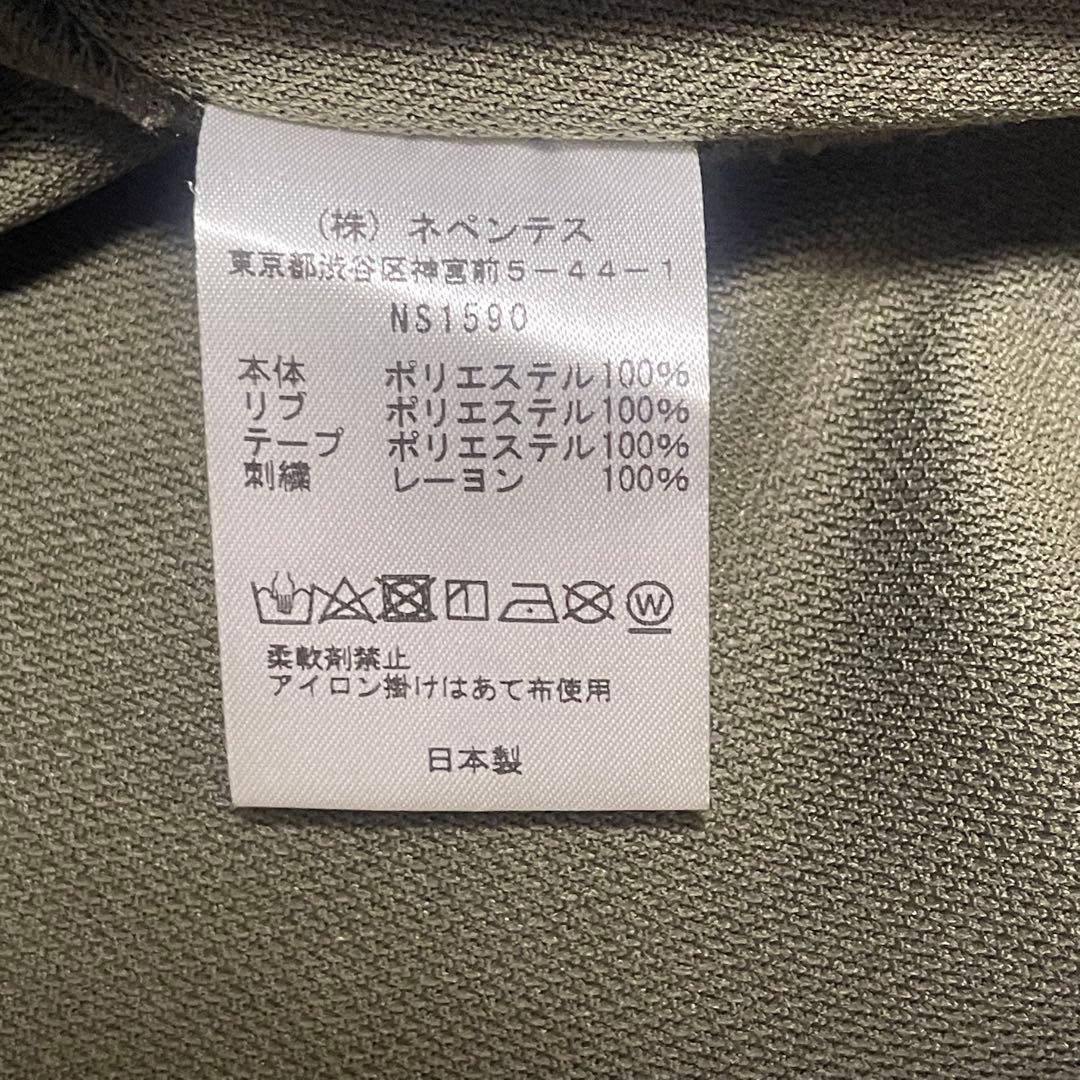 (株)ネペンテス
東京都渋谷区神宮前5-44-1
NS1590
本体 ポリエステル100%
リブ ポリエステル100%
テープ ポリエステル100%
刺繍 レーヨン 100%
W
柔軟剤禁止
アイロン掛けはあて布使用
日本製